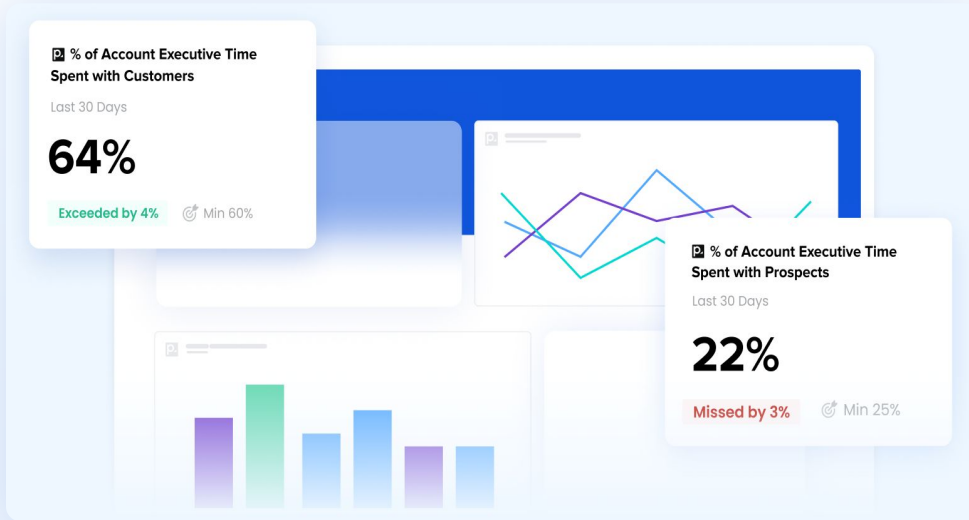 % of Account Executive Time
Spent with Customers
Last 30 Days
64%
Exceeded by 4% Min 60%
% of Account Executive Time
Spent with Prospects
Last 30 Days
22%
Missed by 3% Min 25%